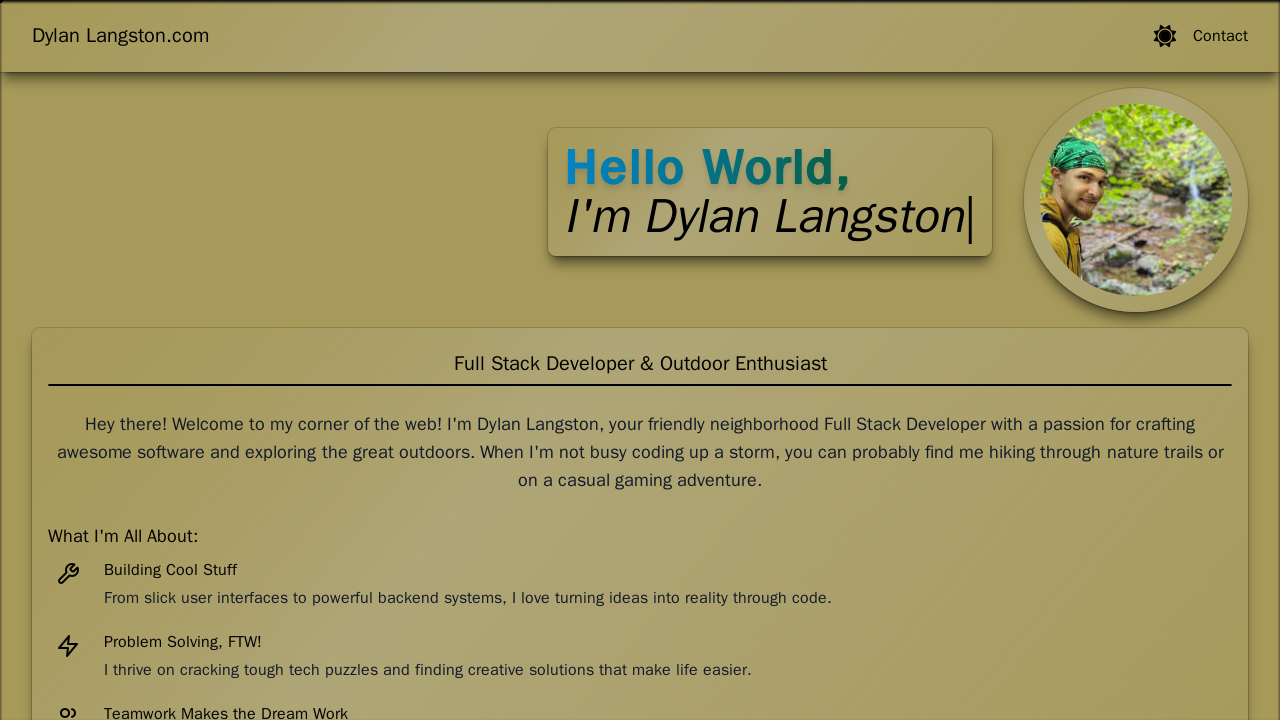 Dylan Langston.com
Contact
Hello World,
I'm Dylan Langston
Full Stack Developer & Outdoor Enthusiast
Hey there! Welcome to my corner of the web! I'm Dylan Langston, your friendly neighborhood Full Stack Developer with a passion for crafting
awesome software and exploring the great outdoors. When I'm not busy coding up a storm, you can probably find me hiking through nature trails or
on a casual gaming adventure.
What I'm All About:
Building Cool Stuff
From slick user interfaces to powerful backend systems, I love turning ideas into reality through code.
Problem Solving, FTW!
I thrive on cracking tough tech puzzles and finding creative solutions that make life easier.
Teamwork Makes the Dream Work